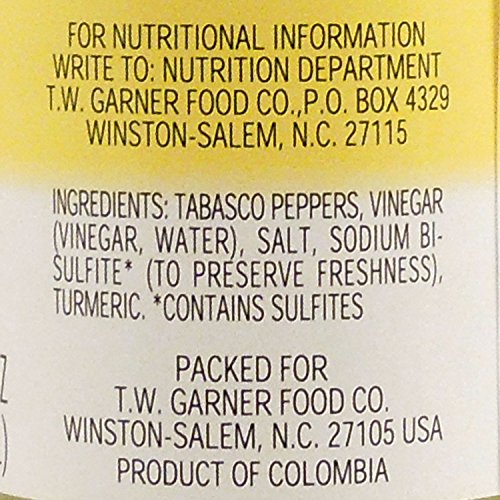 FOR NUTRITIONAL INFORMATION
WRITE TO: NUTRITION DEPARTMENT
T.W. GARNER FOOD CO.,P.O. BOX 4329
WINSTON-SALEM, N.C. 27115
INGREDIENTS: TABASCO PEPPERS, VINEGAR
(VINEGAR, WATER), SALT, SODIUM BI-
SULFITE* (TO PRESERVE FRESHNESS),
TURMERIC. *CONTAINS SULFITES
PACKED FOR
T.W. GARNER FOOD CO.
WINSTON-SALEM, N.C. 27105 USA
PRODUCT OF COLOMBIA